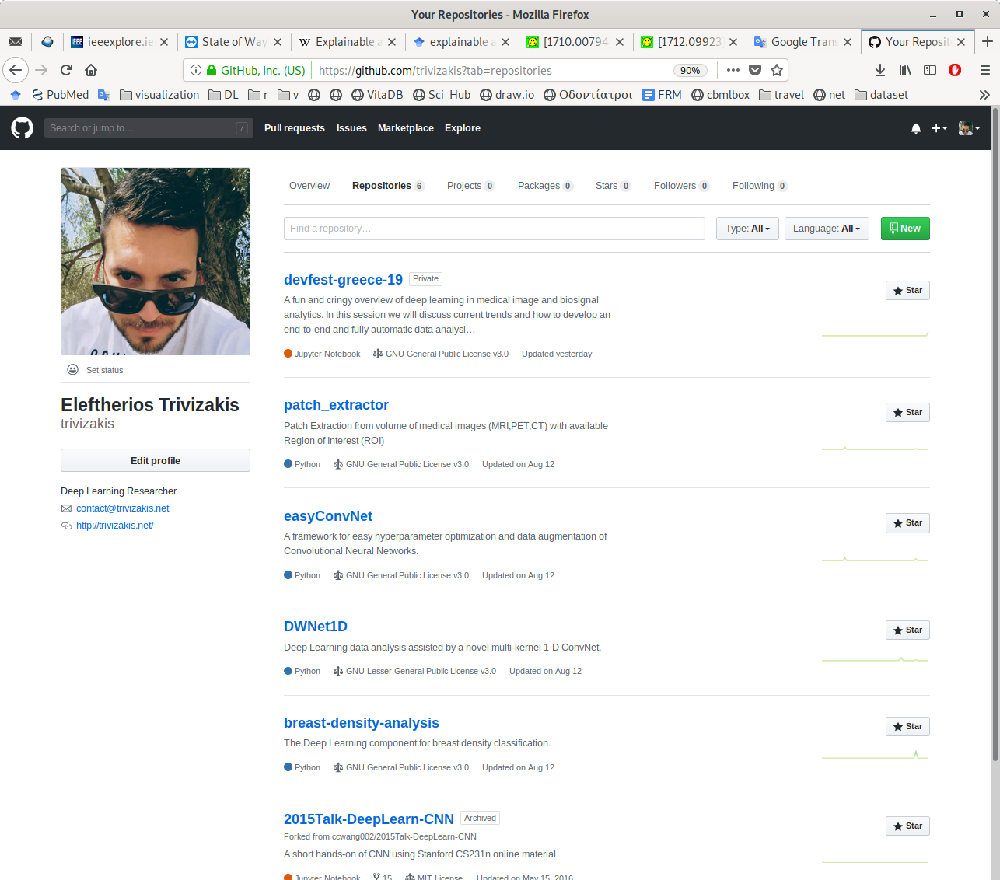 Your Repositories - Mozilla Firefox
ieeexplore.ie
State of Way
Explainable a
explainable a
[1710.00794
[1712.09923]
Google Trans
Your Reposit
GitHub, Inc. (US)
https://github.com/trivizakis?tab=repositories
90%
PubMed
visualization
DL
r
v
VitaDB
Sci-Hub
draw.io
Οδοντίατροι
FRM
cbmlbox
travel
net
dataset
Search or jump to…
/
Pull requests
Issues
Marketplace
Explore
Overview
Repositories 6
Projects 0
Packages 0
Stars 0
Followers 0
Following 0
Find a repository…
Type: All
Language: All
New
Set status
Eleftherios Trivizakis
trivizakis
Edit profile
Deep Learning Researcher
contact@trivizakis.net
http://trivizakis.net/
devfest-greece-19 Private
Star
A fun and cringy overview of deep learning in medical image and biosignal
analytics. In this session we will discuss current trends and how to develop an
end-to-end and fully automatic data analysi…
Jupyter Notebook GNU General Public License v3.0 Updated yesterday
patch_extractor
Star
Patch Extraction from volume of medical images (MRI,PET,CT) with available
Region of Interest (ROI)
Python GNU General Public License v3.0 Updated on Aug 12
easyConvNet
Star
A framework for easy hyperparameter optimization and data augmentation of
Convolutional Neural Networks.
Python GNU General Public License v3.0 Updated on Aug 12
DWNet1D
Star
Deep Learning data analysis assisted by a novel multi-kernel 1-D ConvNet.
Python GNU Lesser General Public License v3.0 Updated on Aug 12
breast-density-analysis
Star
The Deep Learning component for breast density classification.
Python GNU General Public License v3.0 Updated on Aug 12
2015Talk-DeepLearn-CNN Archived
Star
Forked from ccwang002/2015Talk-DeepLearn-CNN
A short hands-on of CNN using Stanford CS231n online material
Jupyter Notebook 15 MIT License Updated on May 15, 2016